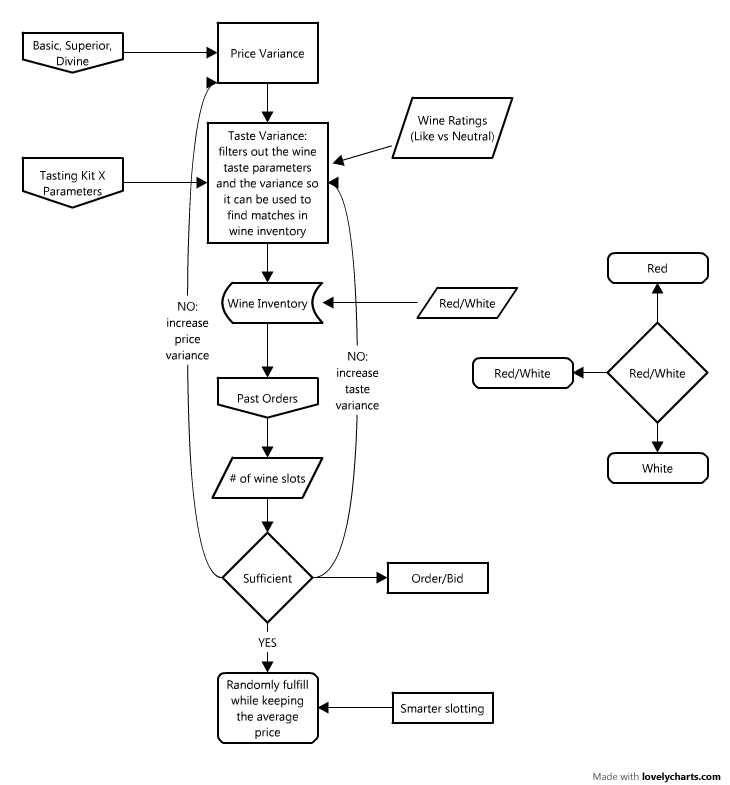 Basic, Superior,
Divine
Price Variance
Wine Ratings
(Like vs Neutral)
Taste Variance:
filters out the wine
taste parameters
and the variance so
it can be used to
find matches in
wine inventory
Tasting Kit X
Parameters
Red
Wine Inventory
Red/White
NO:
increase
price
variance
NO:
increase
taste
variance
Red/White
Red/White
Past Orders
White
# of wine slots
Sufficient
Order/Bid
YES
Randomly fulfill
while keeping
the average
price
Smarter slotting
Made with lovelycharts.com